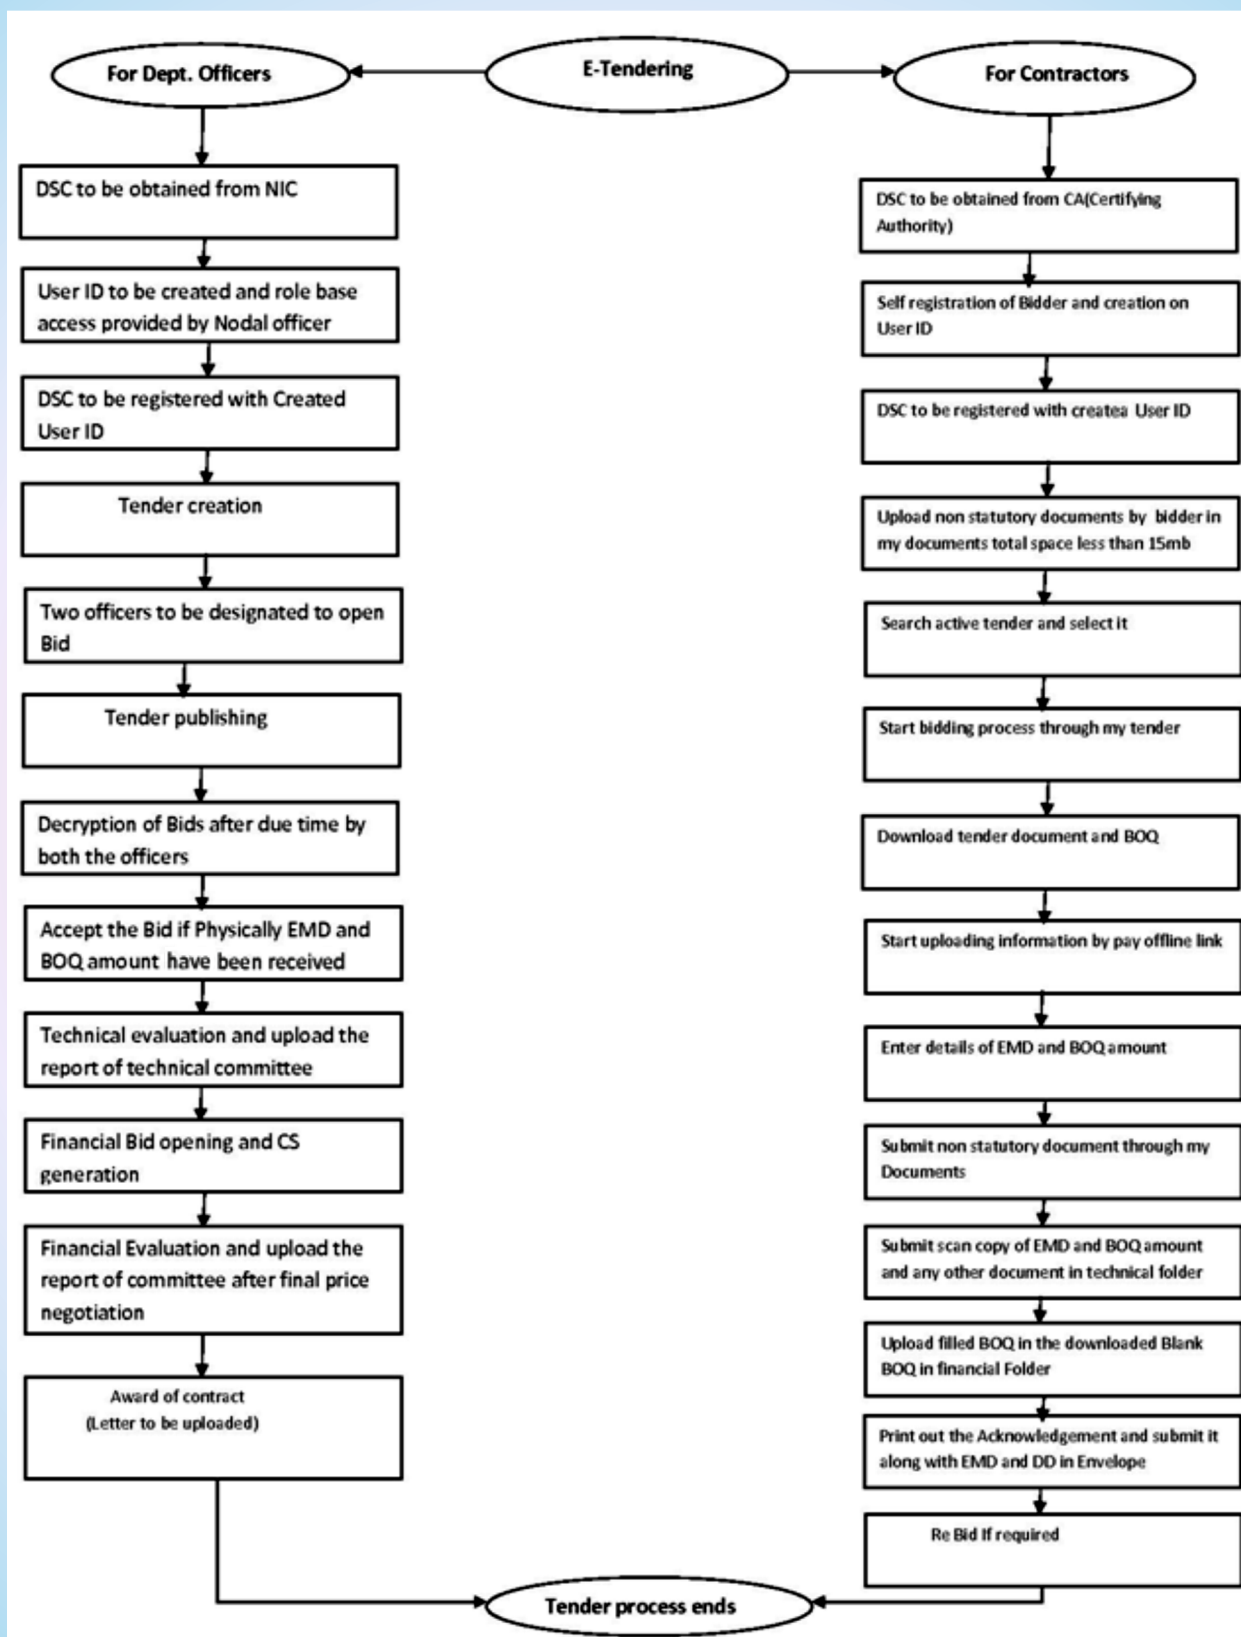 E-Tendering
For Dept. Officers
DSC to be obtained from NIC
User ID to be created and role base
access provided by Nodal officer
DSC to be registered with Created
User ID
Tender creation
Two officers to be designated to open
Bid
Tender publishing
Decryption of Bids after due time by
both the officers
Accept the Bid if Physically EMD and
BOQ amount have been received
Technical evaluation and upload the
report of technical committee
Financial Bid opening and CS
generation
Financial Evaluation and upload the
report of committee after final price
negotiation
Award of contract
(Letter to be uploaded)
For Contractors
DSC to be obtained from CA(Certifying
Authority)
Self registration of Bidder and creation on
User ID
DSC to be registered with createa User ID
Upload non statutory documents by bidder in
my documents total space less than 15mb
Search active tender and select it
Start bidding process through my tender
Download tender document and BOQ
Start uploading information by pay offline link
Enter details of EMD and BOQ amount
Submit non statutory document through my
Documents
Submit scan copy of EMD and BOQ amount
and any other document in technical folder
Upload filled BOQ in the downloaded Blank
BOQ in financial Folder
Print out the Acknowledgement and submit it
along with EMD and DD in Envelope
Re Bid If required
Tender process ends